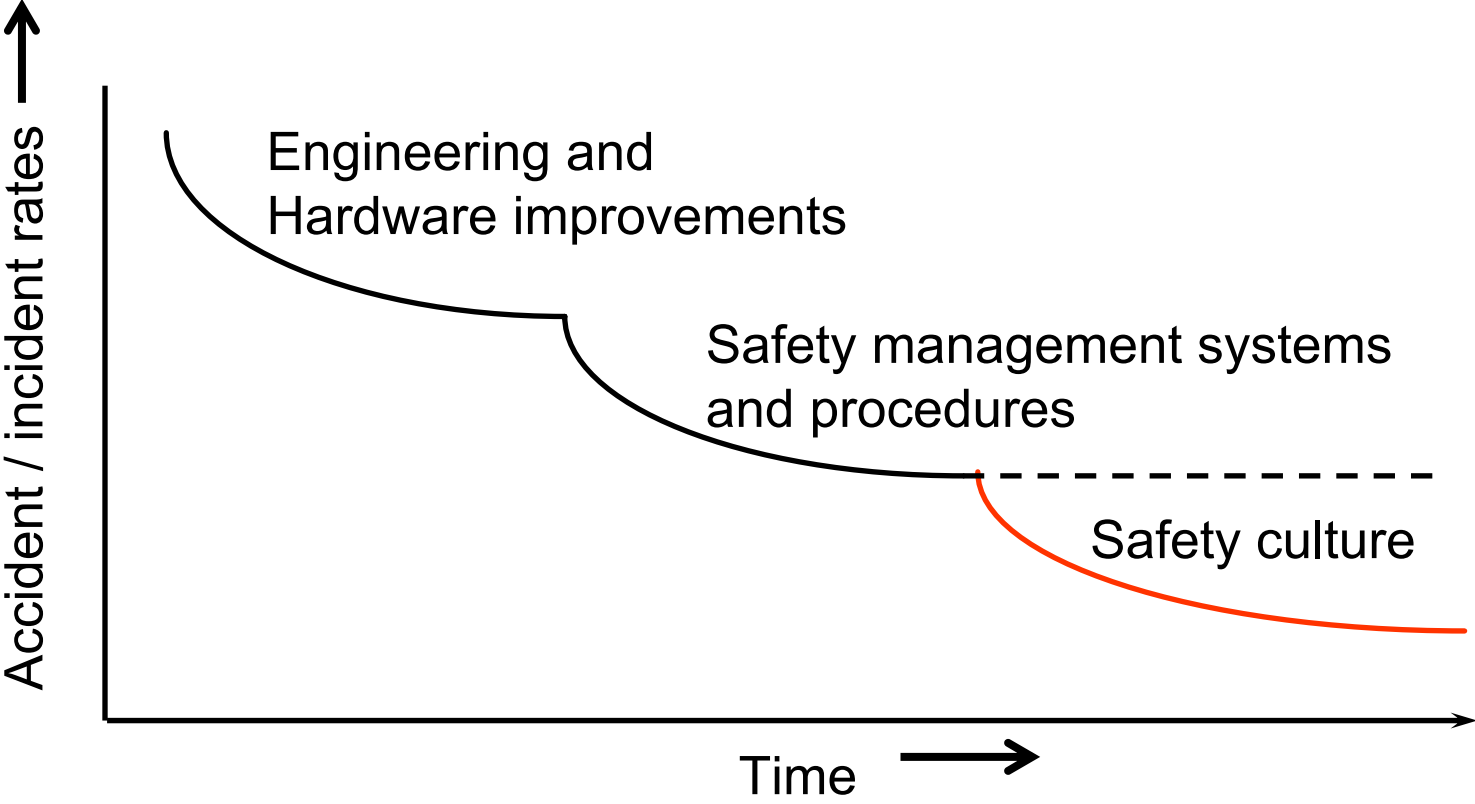 Accident / incident rates
Engineering and
Hardware improvements
Safety management systems
and procedures
Safety culture
Time